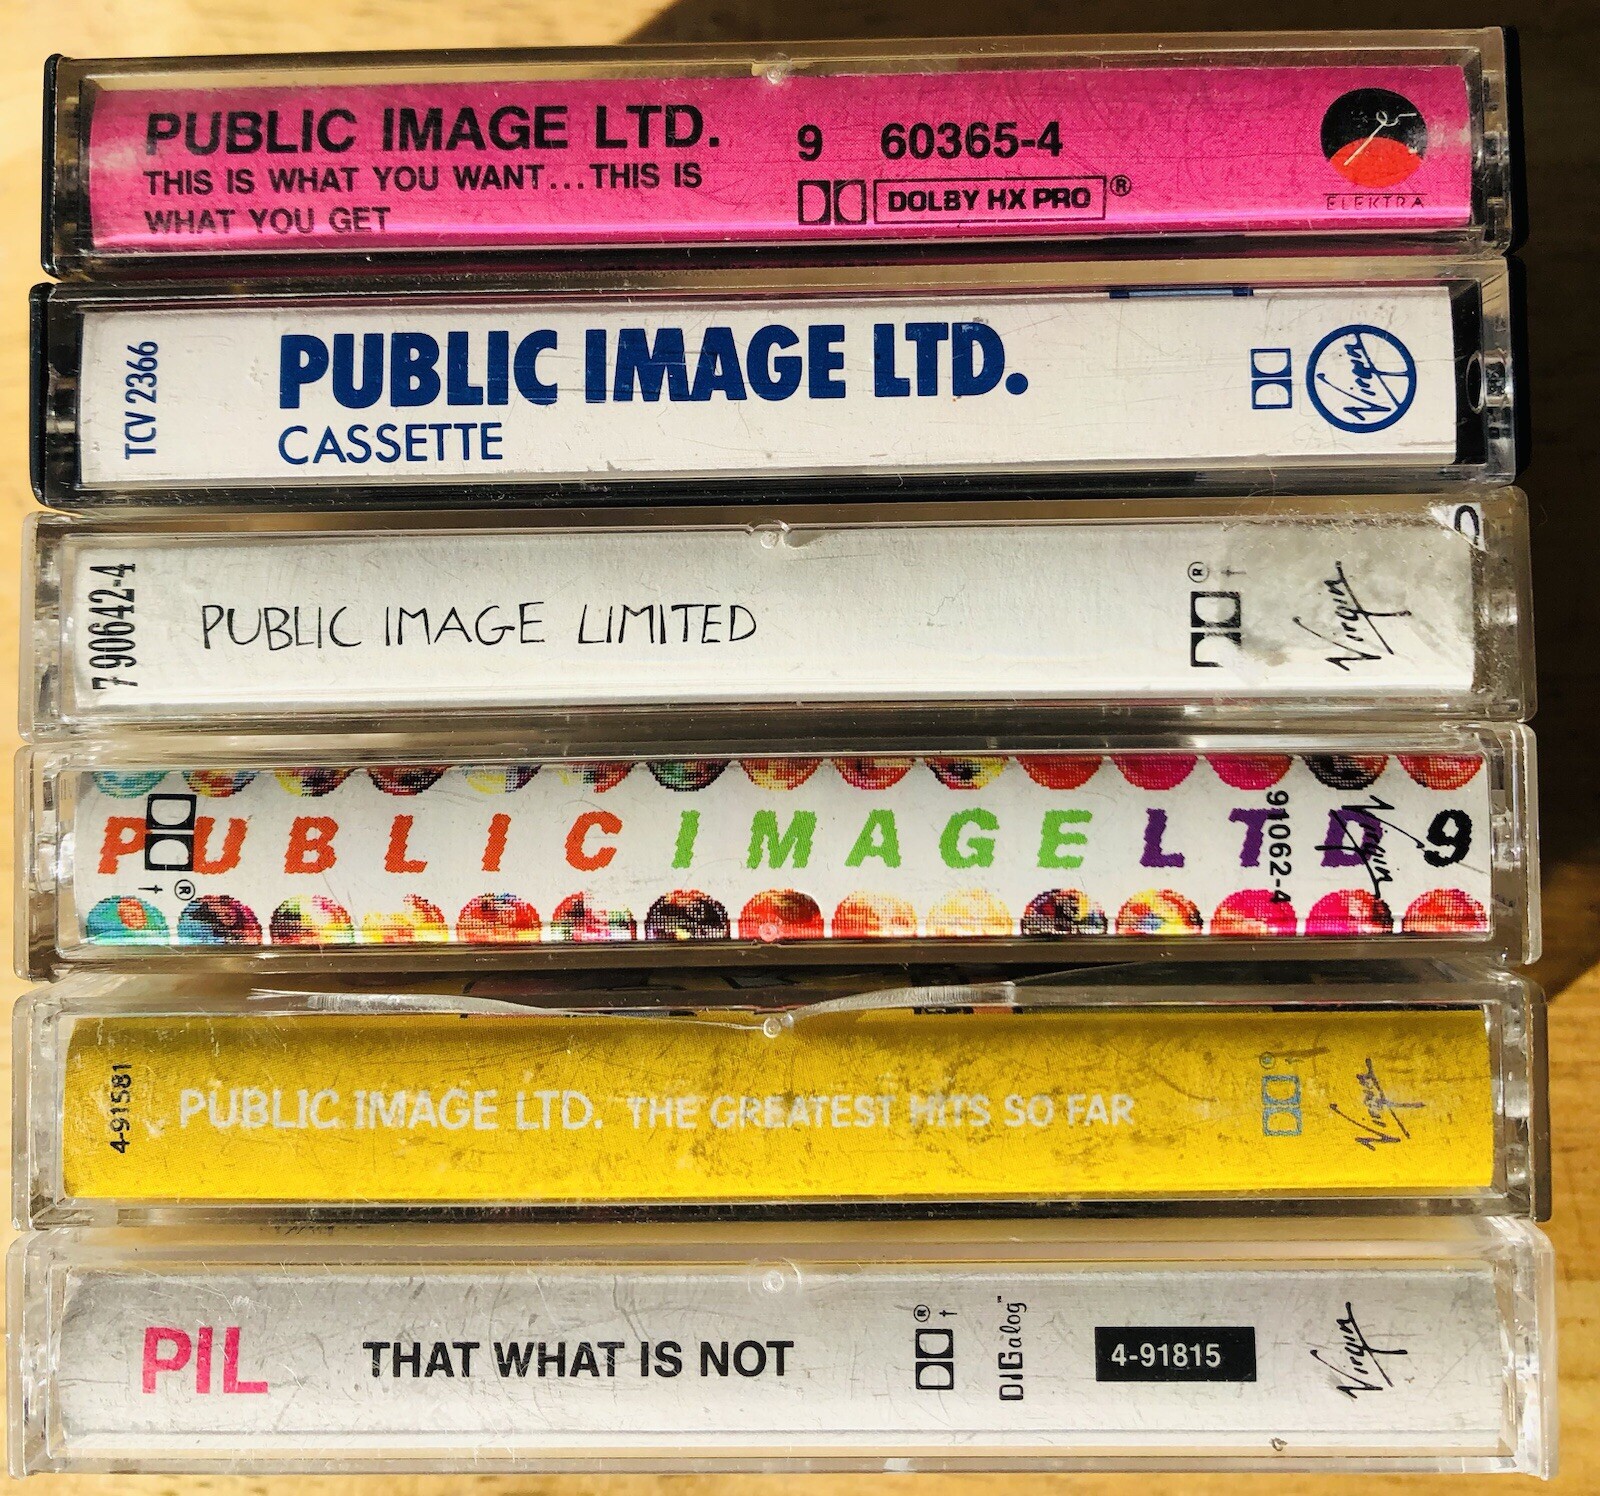 PUBLIC IMAGE LTD.
THIS IS WHAT YOU WANT...THIS IS
WHAT YOU GET
9 60365-4
DOLBY HX PRO ®
ELEKTRA
TCV 2366
PUBLIC IMAGE LTD.
CASSETTE
Virgin
7 90642-4
PUBLIC IMAGE LIMITED
®
†
Virgin
PUBLIC IMAGE LTD 9
† ®
91062-4
Virgin
4-91581
PUBLIC IMAGE LTD. THE GREATEST HITS SO FAR
® †
Virgin
PIL
THAT WHAT IS NOT
® †
DIGalog™
4-91815
Virgin